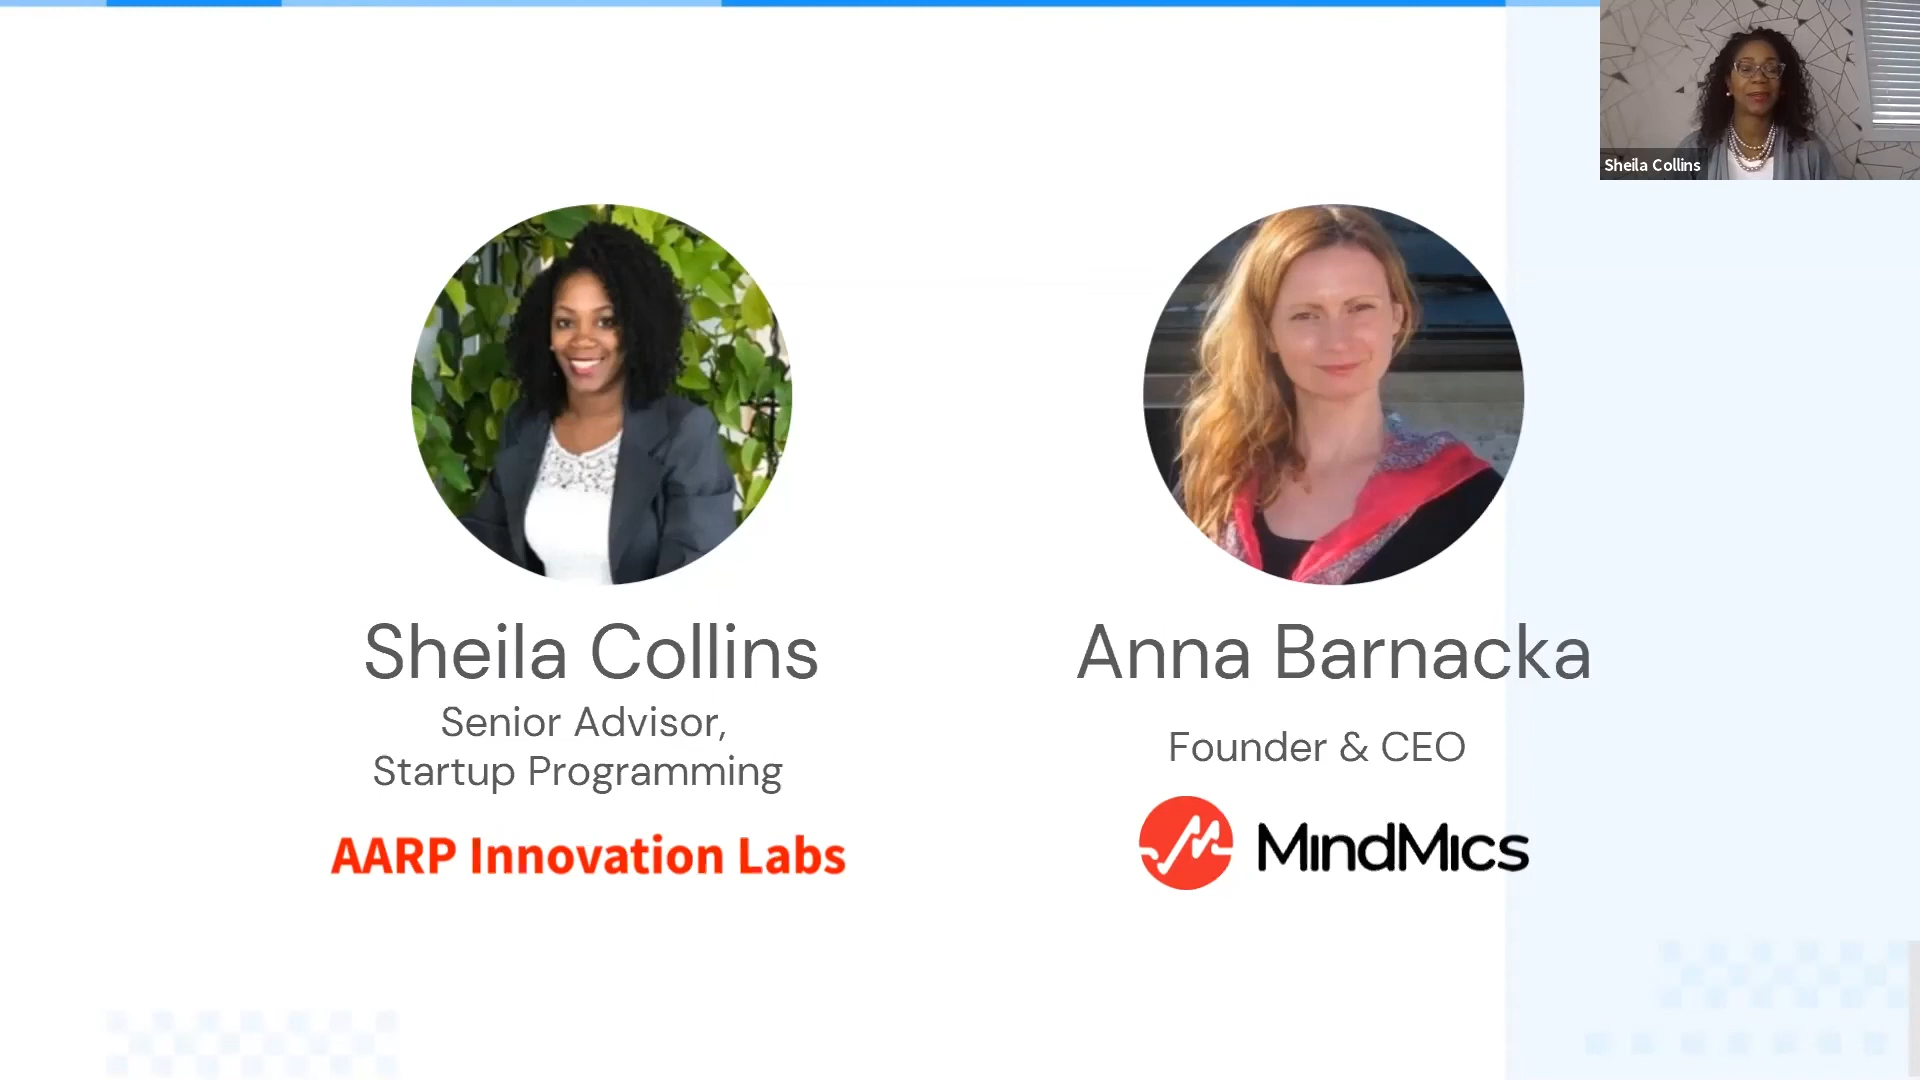 Sheila Collins
Sheila Collins
Senior Advisor,
Startup Programming
AARP Innovation Labs
Anna Barnacka
Founder & CEO
MindMics